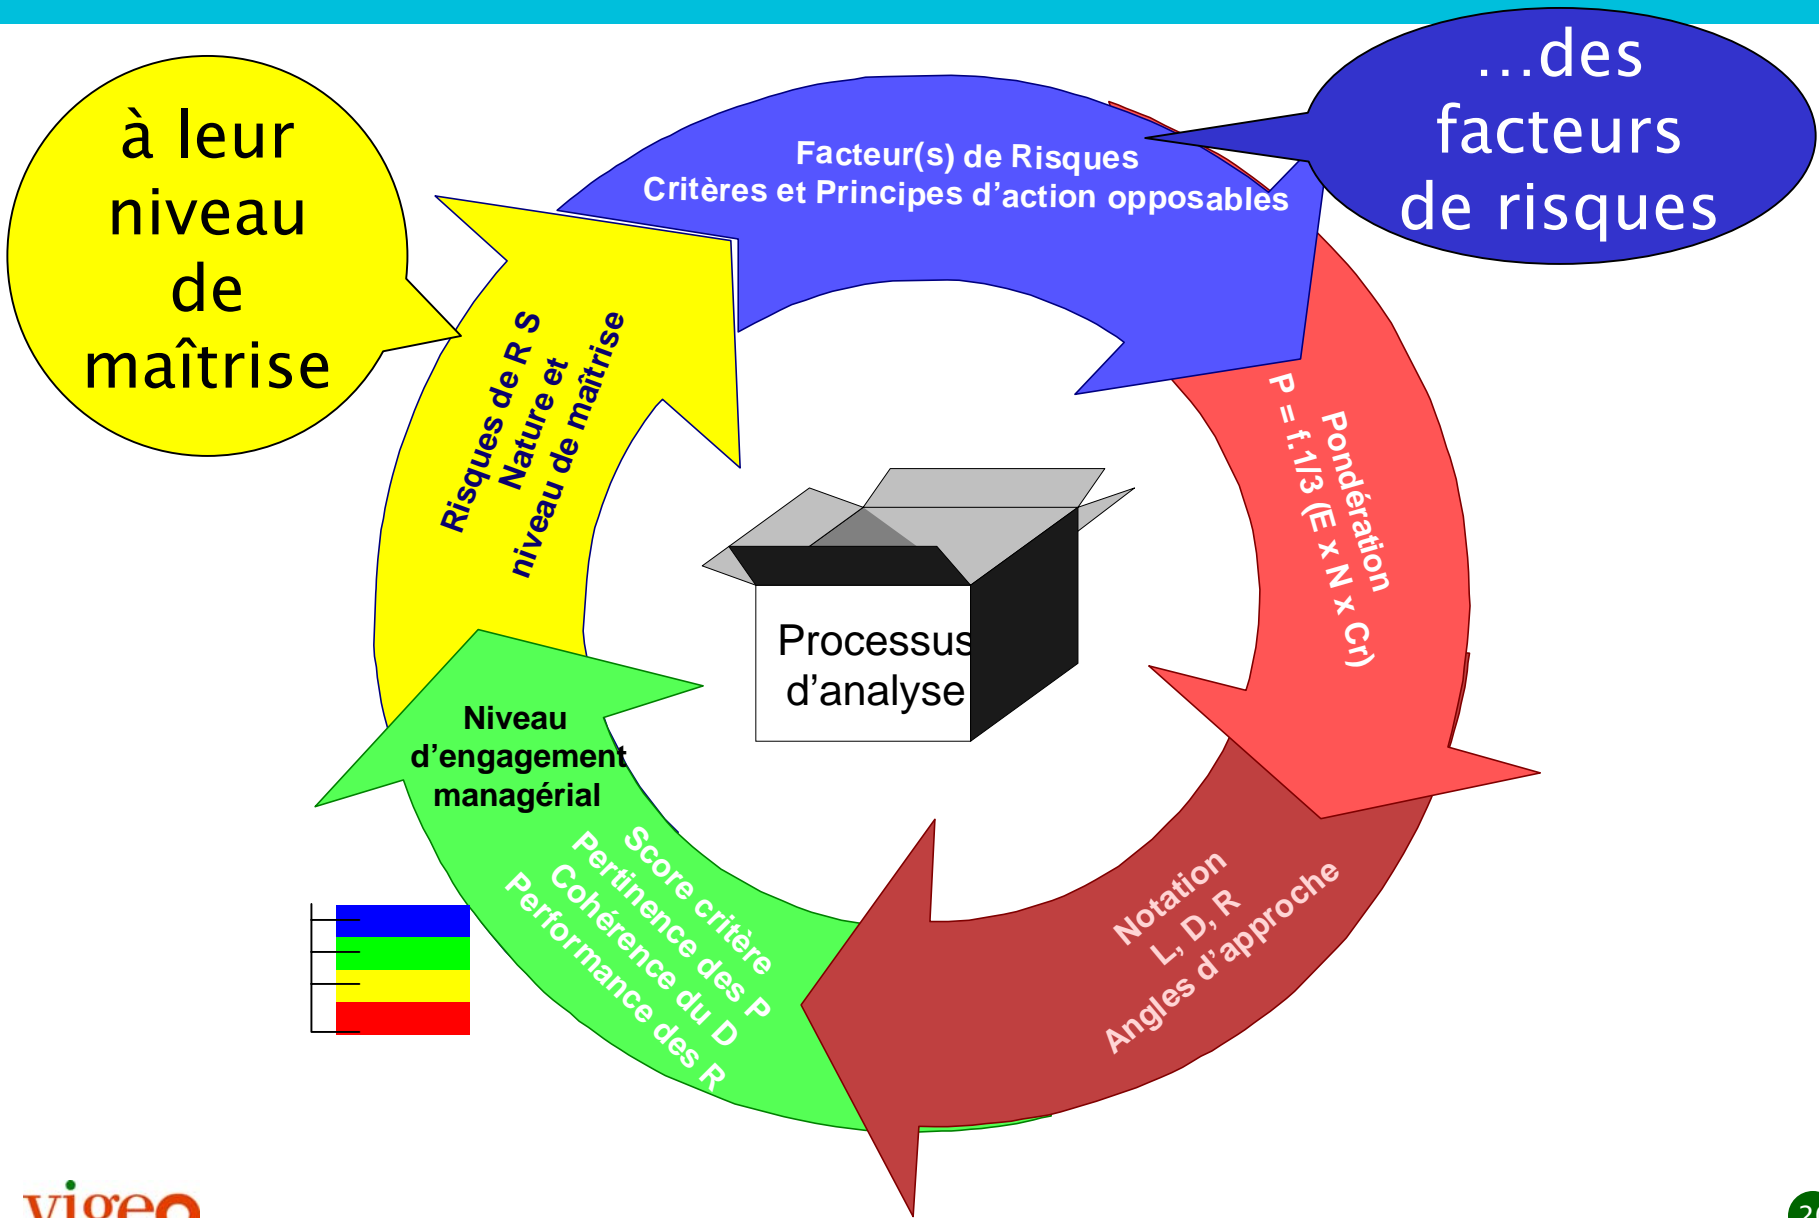 …des
facteurs
de risques
à leur
niveau
de
maîtrise
Facteur(s) de Risques
Critères et Principes d’action opposables
Pondération
P = f.1/3 (E x N x Cr)
Notation
L, D, R
Angles d’approche
Score critère
Pertinence des P
Cohérence du D
Performance des R
Niveau
d’engagement
managérial
Risques de R S
Nature et
niveau de maîtrise
Processus
d’analyse
vigeo